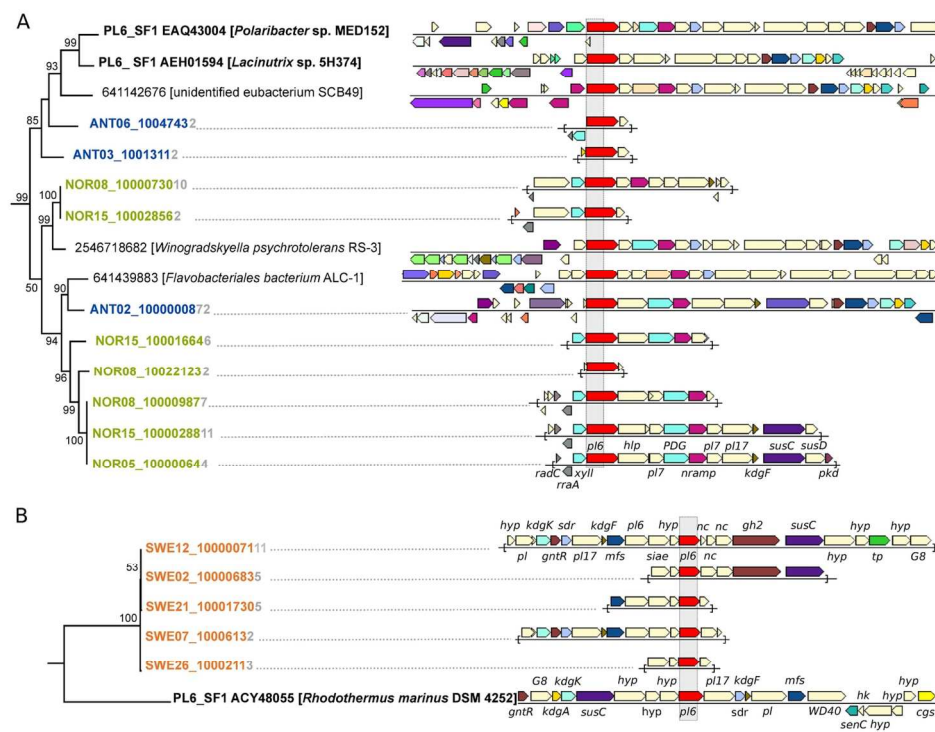 A
PL6_SF1 EAQ43004 [Polaribacter sp. MED152]
99
PL6_ SF1 AEH01594 [Lacinutrix sp. 5H374]
93
641142676 [unidentified eubacterium SCB49]
85
ANT06_10047432
ANT03_10013112
99
NOR08_1000073010
100
NOR15_100028562
99
2546718682 [Winogradskyella psychrotolerans RS-3]
641439883 [Flavobacteriales bacterium ALC-1]
50
90
ANT02_1000000872
94
NOR15_100016646
NOR08_100221232
96
NOR08_100009877
99
NOR15_1000028811
100
pl6 hlp PDG pl7 pl17 susC susD
NOR05_100000644
radC xylI pl7 nramp kdgF pkd
rraA
B
hyp kdgK sdr kdgF pl6 hyp nc nc gh2 susC hyp hyp
SWE12_1000007111
pl gntR pl17 mfs siae pl6 nc hyp tp G8
53
SWE02_100006835
SWE21_100017305
100
SWE07_10006132
SWE26_10002113
G8 kdgK hyp hyp pl17 kdgF mfs hyp
PL6_SF1 ACY48055 [Rhodothermus marinus DSM 4252]
gntR kdgA susC hyp pl6 sdr pl WD40 hk hyp cgs
senC hyp